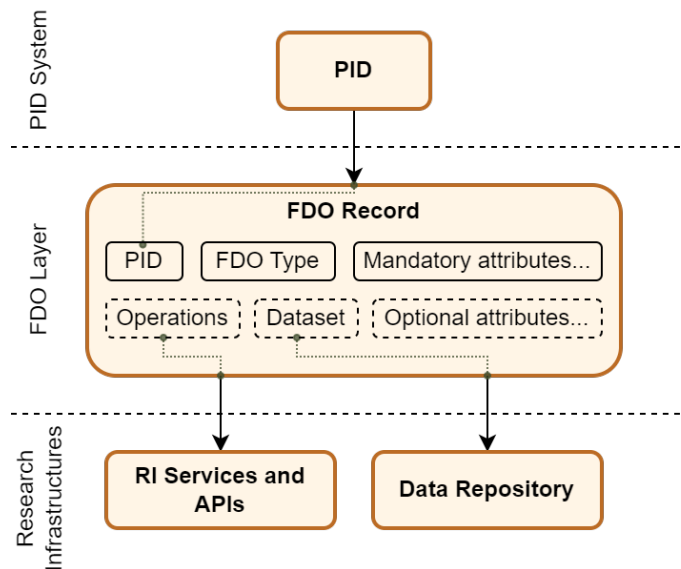 PID System
PID
FDO Layer
FDO Record
PID
FDO Type
Mandatory attributes...
Operations
Dataset
Optional attributes...
Research
Infrastructures
RI Services and
APIs
Data Repository